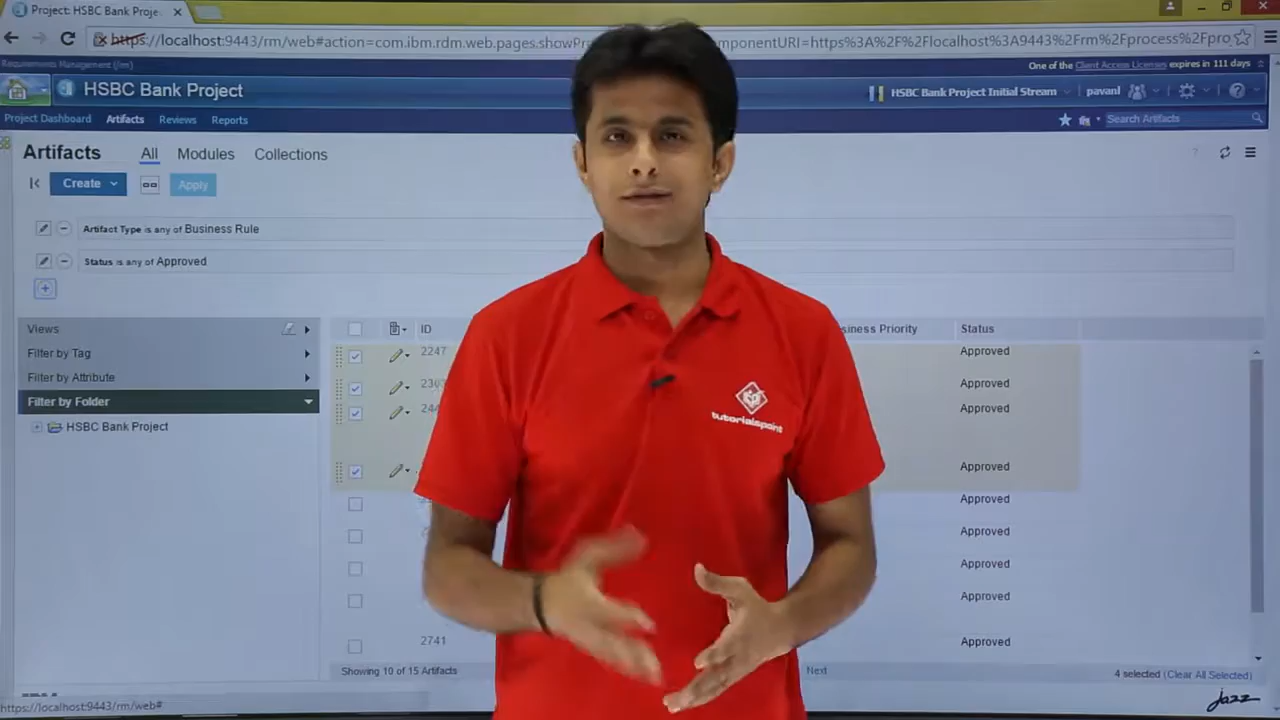 Project: HSBC Bank Proje
https://localhost:9443/rm/web#action=com.ibm.rdm.web.pages.showPr mponentURI=https%3A%2F%2Flocalhost%3A9443%2Frm%2Fprocess%2Fpro
Requirements Management (/rm)
One of the Client Access Licenses expires in 111 days
HSBC Bank Project
HSBC Bank Project Initial Stream
pavanl
Project Dashboard Artifacts Reviews Reports
Search Artifacts
Artifacts All Modules Collections
Create
Apply
Artifact Type is any of Business Rule
Status is any of Approved
Views
Filter by Tag
Filter by Attribute
Filter by Folder
HSBC Bank Project
ID siness Priority Status
2247 Approved
2303 Approved
244 Approved
Approved
Approved
Approved
Approved
Approved
2741 Approved
Showing 10 of 15 Artifacts
Next
4 selected (Clear All Selected)
https://localhost:9443/rm/web#
jazz
tutorialspoint